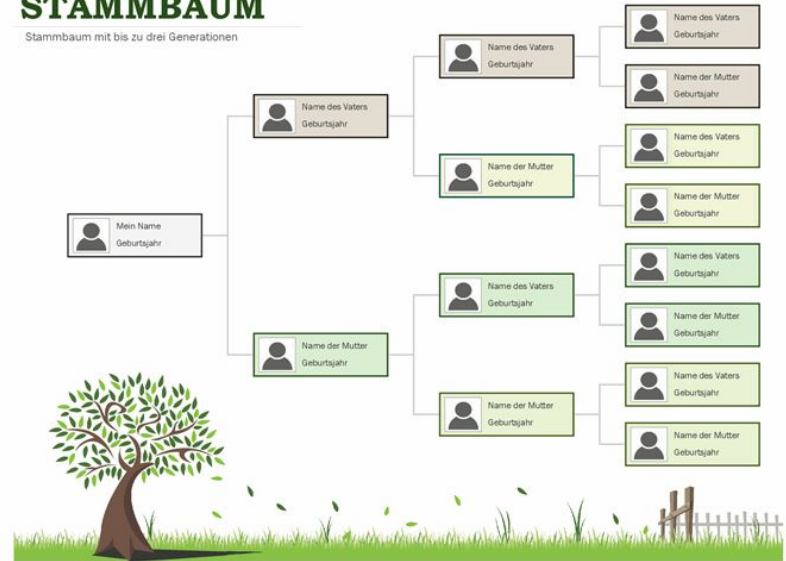 STAMMBAUM
Stammbaum mit bis zu drei Generationen
Name des Vaters
Geburtsjahr
Name des Vaters
Geburtsjahr
Name der Mutter
Geburtsjahr
Name des Vaters
Geburtsjahr
Name des Vaters
Geburtsjahr
Name der Mutter
Geburtsjahr
Name der Mutter
Geburtsjahr
Mein Name
Geburtsjahr
Name des Vaters
Geburtsjahr
Name des Vaters
Geburtsjahr
Name der Mutter
Geburtsjahr
Name der Mutter
Geburtsjahr
Name des Vaters
Geburtsjahr
Name der Mutter
Geburtsjahr
Name der Mutter
Geburtsjahr